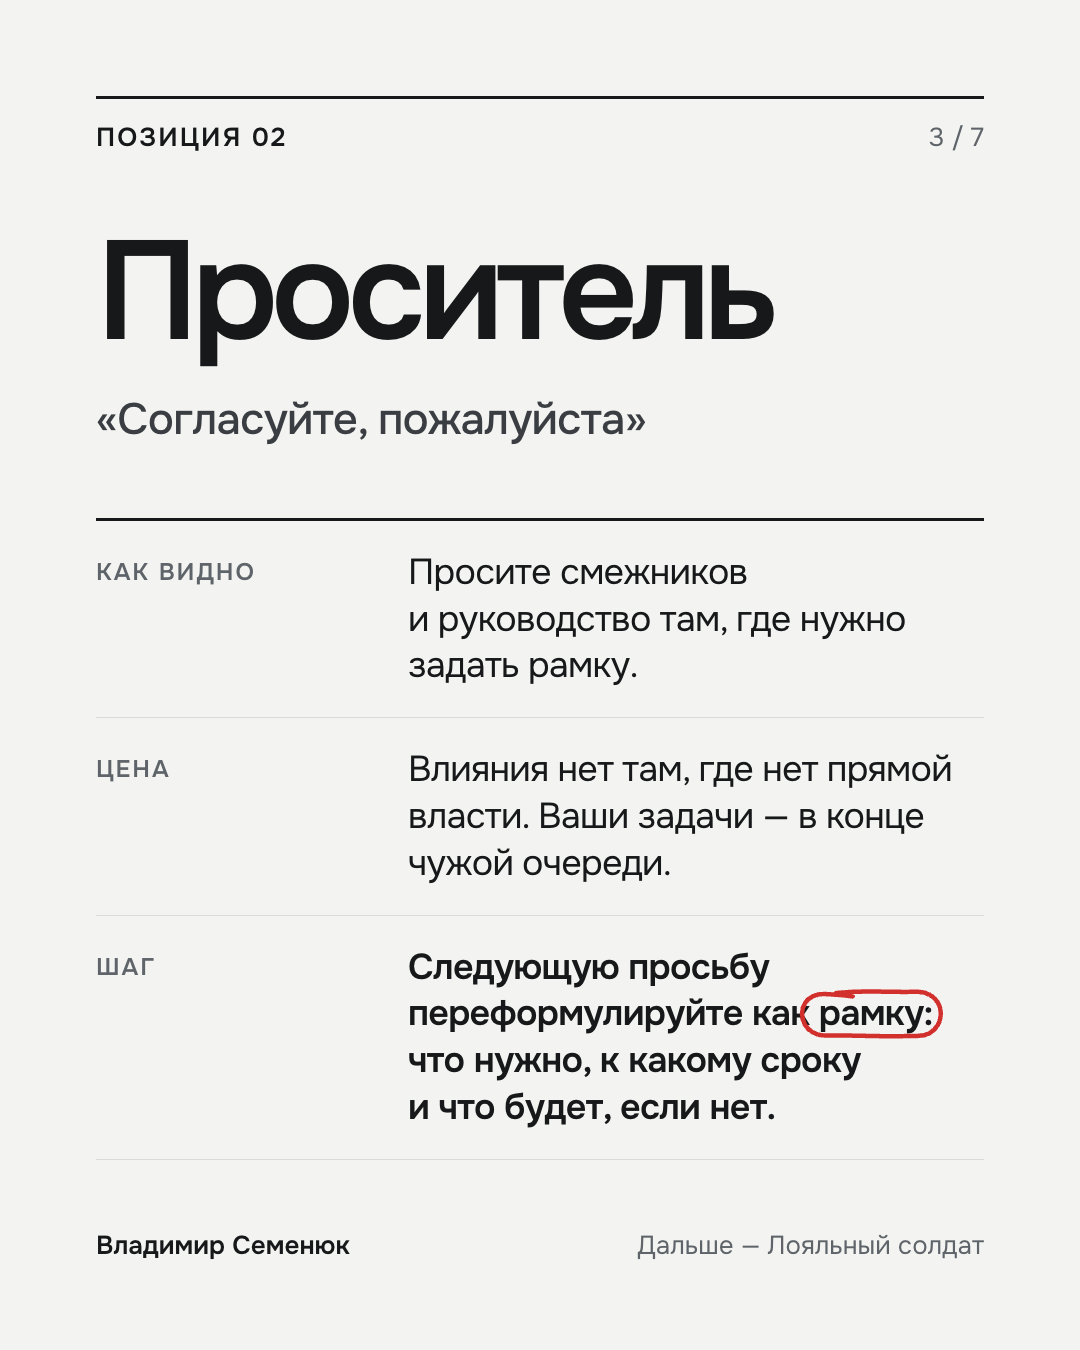 ПОЗИЦИЯ 02
3 / 7
Проситель
«Согласуйте, пожалуйста»
КАК ВИДНО
Просите смежников
и руководство там, где нужно
задать рамку.
ЦЕНА
Влияния нет там, где нет прямой
власти. Ваши задачи — в конце
чужой очереди.
ШАГ
Следующую просьбу
переформулируйте как рамку:
что нужно, к какому сроку
и что будет, если нет.
Владимир Семенюк
Дальше — Лояльный солдат